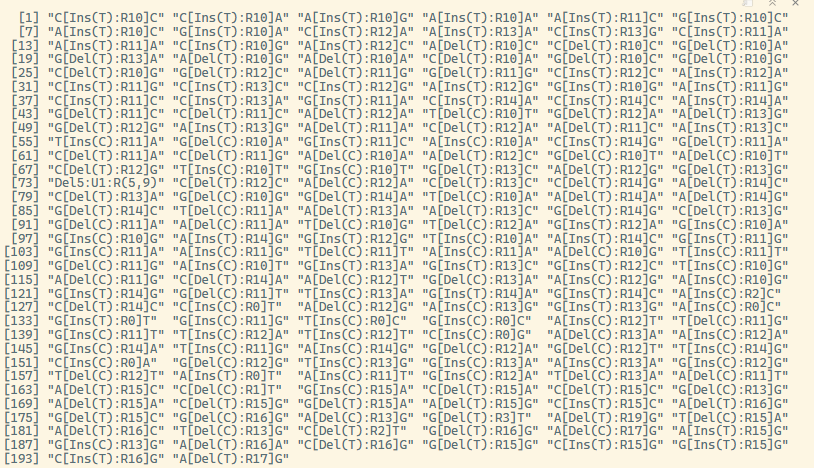 [1] "C[Ins(T):R10]C" "C[Ins(T):R10]A" "A[Ins(T):R10]G" "A[Ins(T):R10]A" "A[Ins(T):R11]C" "G[Ins(T):R10]C"
[7] "A[Ins(T):R10]C" "G[Ins(T):R10]A" "C[Ins(T):R12]A" "A[Ins(T):R13]A" "C[Ins(T):R13]G" "C[Ins(T):R11]A"
[13] "A[Ins(T):R11]A" "C[Ins(T):R10]G" "A[Ins(T):R12]C" "A[Del(T):R10]C" "C[Del(T):R10]G" "G[Del(T):R10]G"
[19] "G[Del(T):R13]A" "A[Del(T):R10]G" "A[Del(T):R10]A" "C[Del(T):R10]A" "G[Del(T):R10]C" "G[Del(T):R10]G"
[25] "C[Del(T):R10]G" "G[Del(T):R12]C" "A[Del(T):R11]G" "G[Del(T):R11]G" "C[Ins(T):R12]C" "A[Ins(T):R12]A"
[31] "C[Ins(T):R11]G" "C[Ins(T):R13]C" "C[Ins(T):R12]G" "A[Ins(T):R12]G" "G[Ins(T):R10]G" "A[Ins(T):R11]G"
[37] "C[Ins(T):R11]C" "C[Ins(T):R13]A" "C[Del(T):R11]A" "C[Ins(T):R14]A" "C[Ins(T):R14]C" "A[Ins(T):R14]A"
[43] "G[Del(T):R11]C" "C[Del(T):R11]C" "A[Del(T):R11]A" "T[Del(C):R10]T" "G[Del(T):R12]A" "A[Del(T):R13]G"
[49] "G[Del(T):R12]G" "A[Ins(T):R13]G" "A[Del(T):R11]A" "C[Del(T):R12]A" "A[Del(T):R11]C" "A[Ins(T):R13]C"
[55] "T[Ins(C):R11]A" "G[Del(C):R10]A" "G[Ins(T):R11]C" "A[Ins(C):R10]A" "C[Ins(T):R14]G" "G[Del(T):R11]A"
[61] "C[Del(T):R11]A" "C[Del(T):R11]G" "A[Del(C):R10]A" "A[Del(T):R12]C" "G[Del(C):R10]T" "A[Del(C):R10]T"
[67] "C[Del(T):R12]G" "T[Ins(C):R10]T" "G[Ins(C):R10]T" "C[Del(T):R13]A" "A[Del(T):R12]G" "G[Del(T):R13]G"
[73] "Del5:U1:R(5,9)" "C[Del(T):R12]C" "A[Del(T):R12]A" "C[Del(T):R13]C" "C[Del(T):R14]G" "A[Del(T):R14]C"
[79] "C[Del(T):R13]A" "G[Del(C):R10]G" "A[Del(T):R14]A" "T[Del(C):R10]A" "A[Del(T):R13]A" "C[Del(T):R14]G"
[85] "G[Del(T):R14]C" "T[Del(C):R11]A" "A[Del(T):R13]A" "A[Del(T):R13]C" "G[Del(T):R14]G" "C[Del(T):R13]G"
[91] "G[Del(C):R11]A" "A[Del(C):R11]A" "T[Del(C):R10]G" "T[Del(C):R12]A" "G[Ins(T):R12]A" "G[Ins(C):R10]A"
[97] "G[Ins(C):R10]G" "A[Ins(T):R14]G" "G[Ins(T):R12]G" "T[Ins(C):R10]A" "A[Ins(T):R14]C" "G[Ins(T):R11]G"
[103] "G[Ins(C):R11]A" "A[Ins(T):R11]G" "T[Del(C):R11]T" "A[Ins(C):R11]A" "A[Del(C):R10]G" "T[Ins(C):R11]T"
[109] "G[Del(C):R11]G" "A[Ins(C):R10]T" "G[Ins(T):R13]A" "G[Ins(T):R13]C" "G[Ins(T):R12]C" "T[Ins(C):R10]G"
[115] "A[Del(C):R11]G" "C[Del(T):R14]A" "A[Del(C):R12]T" "G[Del(T):R13]C" "G[Ins(C):R12]A" "A[Ins(C):R10]G"
[121] "G[Ins(T):R14]G" "G[Del(C):R11]T" "T[Ins(C):R13]A" "G[Ins(T):R14]A" "G[Ins(T):R14]C" "A[Ins(C):R2]C"
[127] "C[Del(T):R14]C" "C[Ins(C):R0]T" "A[Del(C):R12]G" "A[Ins(C):R13]G" "G[Ins(T):R13]G" "A[Ins(C):R0]C"
[133] "G[Ins(C):R0]T" "G[Ins(C):R11]G" "T[Ins(C):R0]C" "G[Ins(C):R0]C" "A[Ins(C):R12]T" "T[Del(C):R11]G"
[139] "G[Ins(C):R11]T" "T[Ins(C):R12]A" "T[Ins(C):R12]T" "C[Ins(C):R0]G" "A[Del(C):R13]A" "A[Ins(C):R12]A"
[145] "G[Ins(C):R14]A" "T[Ins(C):R11]G" "A[Ins(C):R14]G" "G[Del(C):R12]A" "G[Del(C):R12]T" "T[Ins(C):R14]G"
[151] "C[Ins(C):R0]A" "G[Del(C):R12]G" "T[Ins(C):R13]G" "G[Ins(C):R13]A" "A[Ins(C):R13]A" "G[Ins(C):R12]G"
[157] "T[Del(C):R12]T" "A[Ins(C):R0]T" "A[Ins(C):R11]T" "G[Ins(C):R12]A" "T[Del(C):R13]A" "A[Del(C):R11]T"
[163] "A[Del(T):R15]C" "C[Del(C):R1]T" "G[Ins(T):R15]A" "C[Del(T):R15]A" "C[Del(T):R15]C" "G[Del(C):R13]G"
[169] "A[Del(T):R15]A" "C[Del(T):R15]G" "G[Del(T):R15]A" "A[Del(T):R15]G" "C[Ins(T):R15]A" "A[Del(T):R16]G"
[175] "G[Del(T):R15]C" "G[Del(T):R16]G" "A[Del(C):R13]G" "G[Del(T):R3]T" "A[Del(T):R19]G" "T[Del(C):R15]A"
[181] "A[Del(T):R16]C" "T[Del(C):R13]G" "C[Del(T):R2]T" "G[Del(T):R16]G" "A[Del(C):R17]G" "A[Ins(T):R15]G"
[187] "G[Ins(C):R13]G" "A[Del(T):R16]A" "C[Del(T):R16]G" "G[Del(T):R15]G" "C[Ins(T):R15]G" "G[Ins(T):R15]G"
[193] "C[Ins(T):R16]G" "A[Del(T):R17]G"